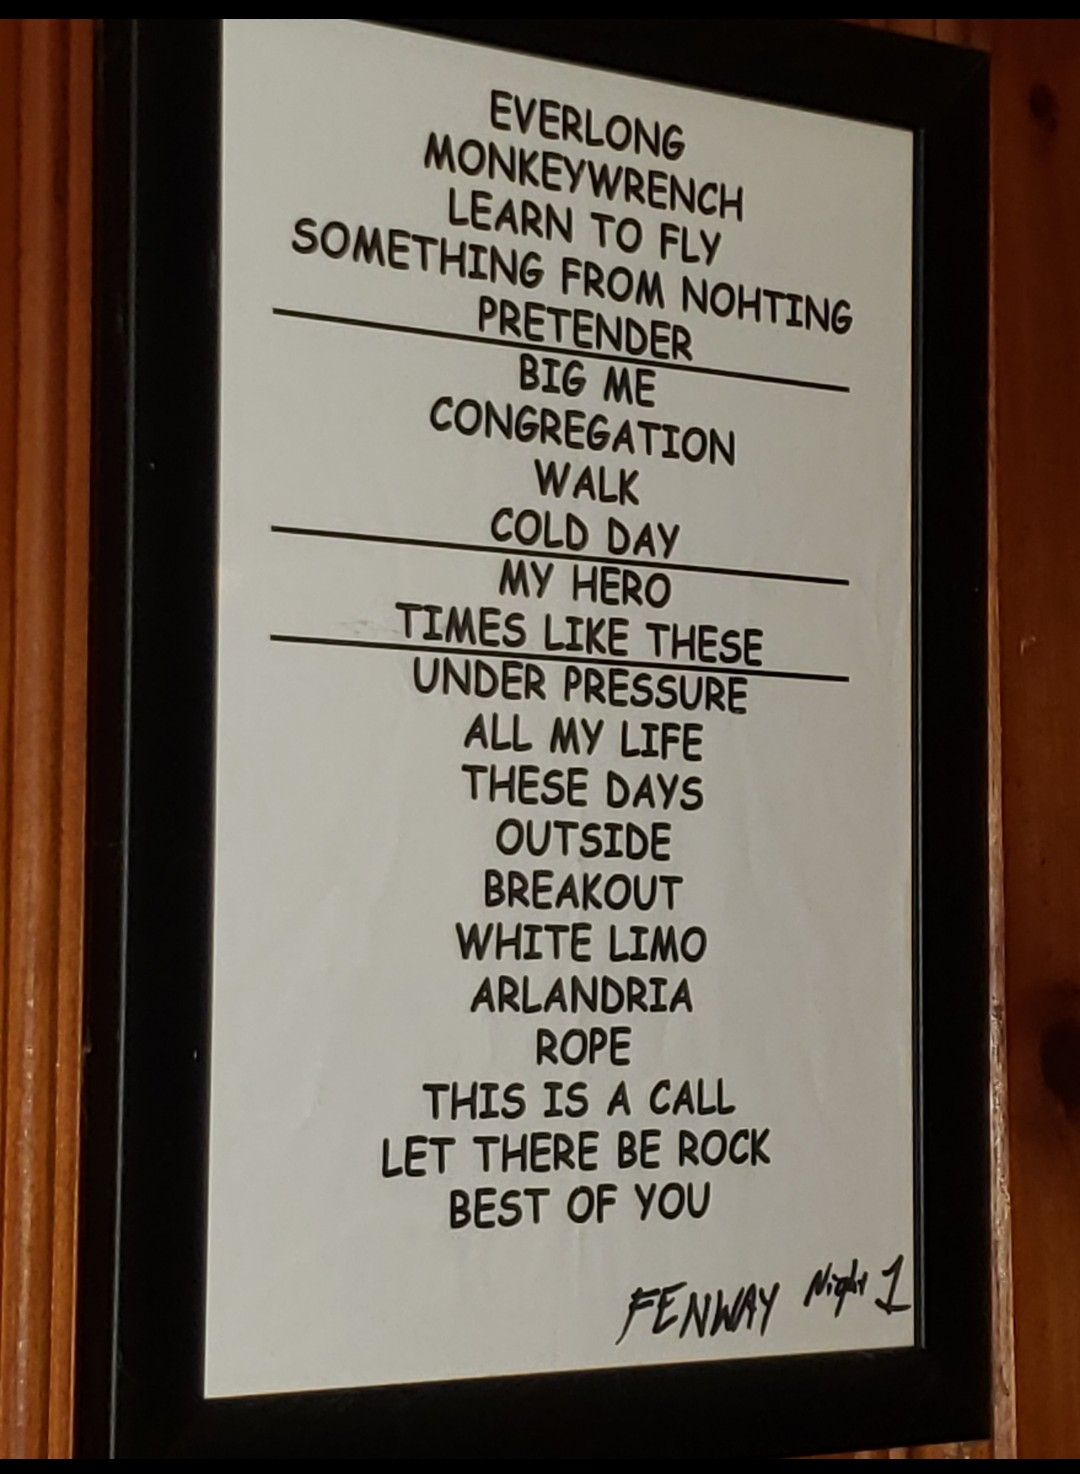 EVERLONG
MONKEYWRENCH
LEARN TO FLY
SOMETHING FROM NOHTING
PRETENDER
BIG ME
CONGREGATION
WALK
COLD DAY
MY HERO
TIMES LIKE THESE
UNDER PRESSURE
ALL MY LIFE
THESE DAYS
OUTSIDE
BREAKOUT
WHITE LIMO
ARLANDRIA
ROPE
THIS IS A CALL
LET THERE BE ROCK
BEST OF YOU
FENWAY Night 1